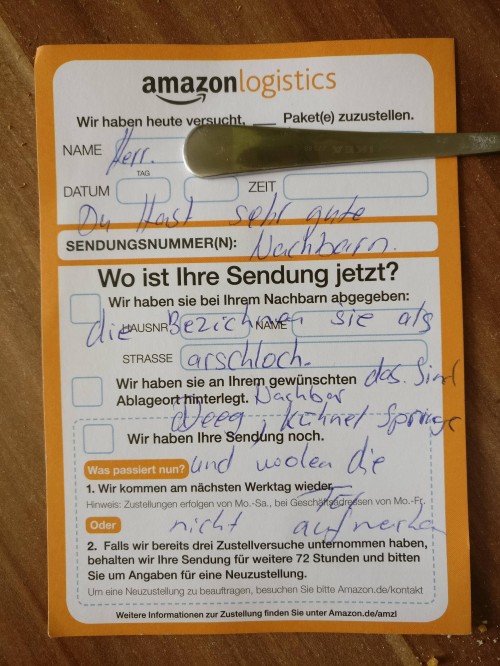 amazonlogistics
Wir haben heute versucht, ___ Paket(e) zuzustellen.
NAME Herr.
TAG
DATUM ZEIT
Du Hast sehr gute
SENDUNGSNUMMER(N): Nachbarn.
Wo ist Ihre Sendung jetzt?
Wir haben sie bei Ihrem Nachbarn abgegeben:
die Bezichnen sie als
HAUSNR NAME
STRASSE arschloch.
Wir haben sie an Ihrem gewünschten das. Sind
Ablageort hinterlegt. Nachbar
Weeg, Kühnel Springe
Wir haben Ihre Sendung noch.
Was passiert nun? und wolen die
1. Wir kommen am nächsten Werktag wieder.
Hinweis: Zustellungen erfolgen von Mo.-Sa., bei Geschäftsadressen von Mo.-Fr.
Oder nicht aufmerken
2. Falls wir bereits drei Zustellversuche unternommen haben,
behalten wir Ihre Sendung für weitere 72 Stunden und bitten
Sie um Angaben für eine Neuzustellung.
Um eine Neuzustellung zu beauftragen, besuchen Sie bitte Amazon.de/kontakt
Weitere Informationen zur Zustellung finden Sie unter Amazon.de/amzl